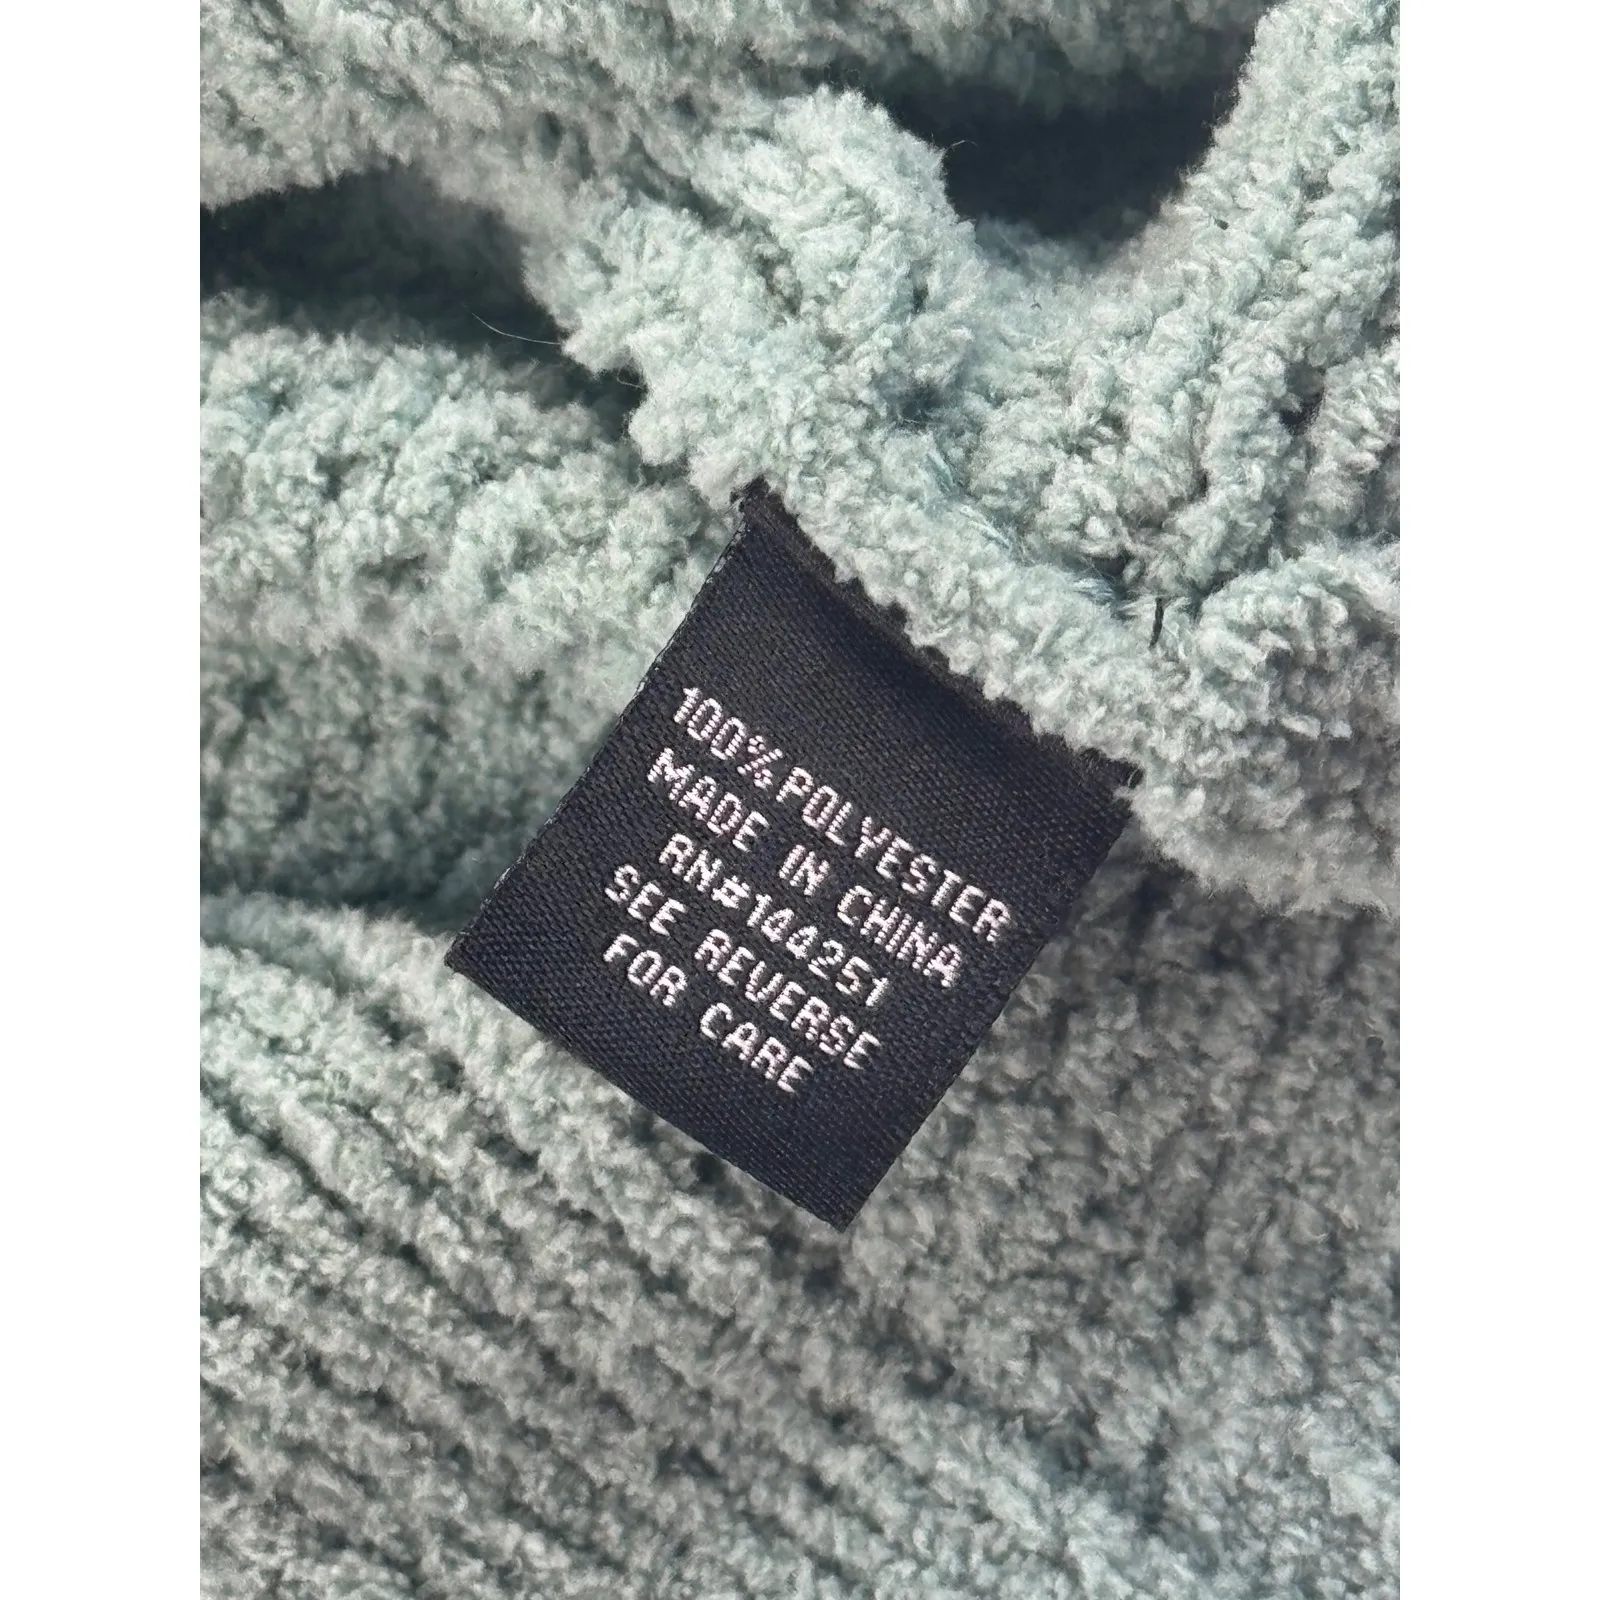 100% POLYESTER
MADE IN CHINA
RN#144251
SEE REVERSE
FOR CARE